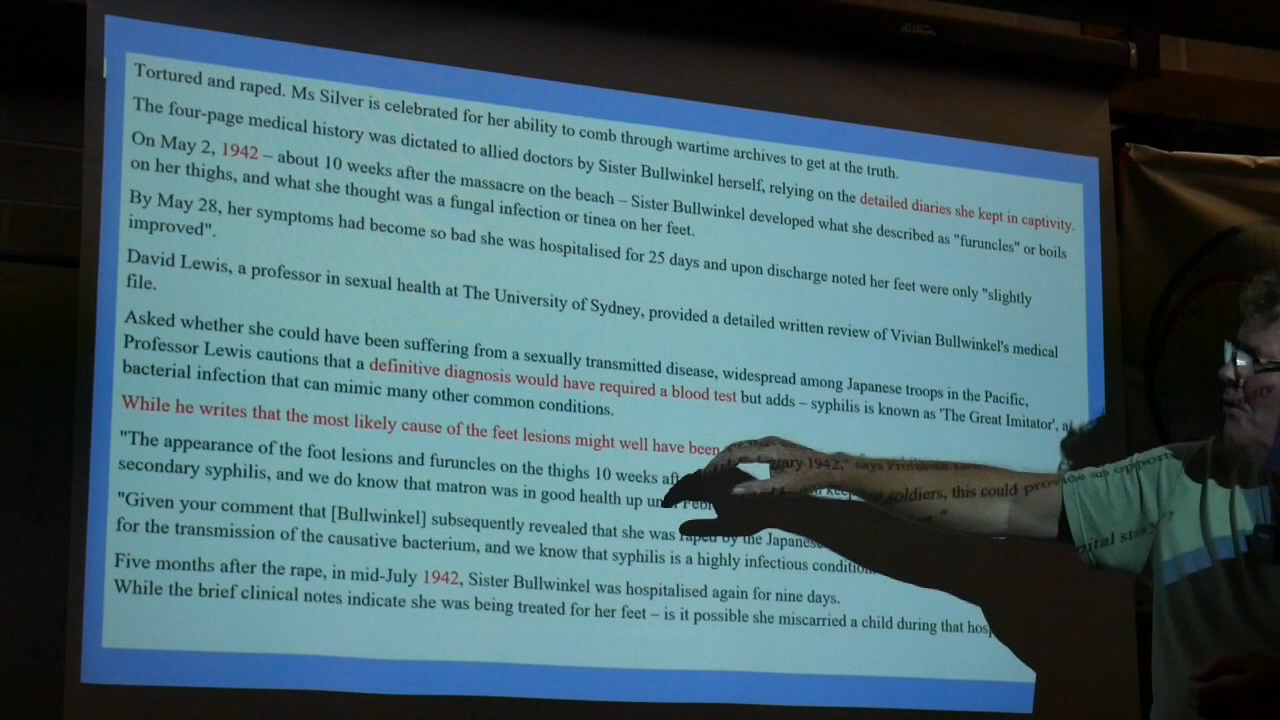 Tortured and raped. Ms Silver is celebrated for her ability to comb through wartime archives to get at the truth.
The four-page medical history was dictated to allied doctors by Sister Bullwinkel herself, relying on the detailed diaries she kept in captivity.
On May 2, 1942 – about 10 weeks after the massacre on the beach – Sister Bullwinkel developed what she described as "furuncles" or boils
on her thighs, and what she thought was a fungal infection or tinea on her feet.
By May 28, her symptoms had become so bad she was hospitalised for 25 days and upon discharge noted her feet were only "slightly
improved".
David Lewis, a professor in sexual health at The University of Sydney, provided a detailed written review of Vivian Bullwinkel's medical
file.
Asked whether she could have been suffering from a sexually transmitted disease, widespread among Japanese troops in the Pacific,
Professor Lewis cautions that a definitive diagnosis would have required a blood test but adds – syphilis is known as 'The Great Imitator', a
bacterial infection that can mimic many other common conditions.
While he writes that the most likely cause of the feet lesions might well have been
"The appearance of the foot lesions and furuncles on the thighs 10 weeks
secondary syphilis, and we do know that matron was in good health up 1942," says
"Given your comment that [Bullwinkel] subsequently revealed that she was raped by the Japanese soldiers, this could provide an
for the transmission of the causative bacterium, and we know that syphilis is a highly infectious
Five months after the rape, in mid-July 1942, Sister Bullwinkel was hospitalised again for nine days.
While the brief clinical notes indicate she was being treated for her feet – is it possible she miscarried a child during that